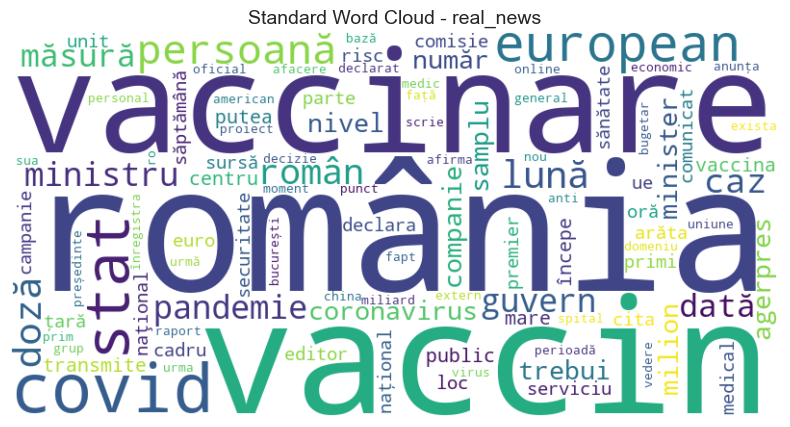 Standard Word Cloud - real_news
unit bază comisie european
măsură persoană risc număr
oficial afacere declarat online economic anunța
vaccinare
personal american parte medic față general exista
săptămână putea proiect nivel scrie samplu sănătate bugetar comunicat
sua ro sursă decizie român afirma nou vaccina
ministru centru moment punct lună ue minister caz
românia
campanie președinte stat înregistra euro securitate bucurești declara companie premier începe anti oră arăta uniune agerpres
urmă fapt domeniu primi
doză național pandemie china miliard extern guvern dată
țară coronavirus mare spital cita milion
prim raport vaccin
grup cadru editor public perioadă trebui
transmite urma național virus loc serviciu vedere medical
covid